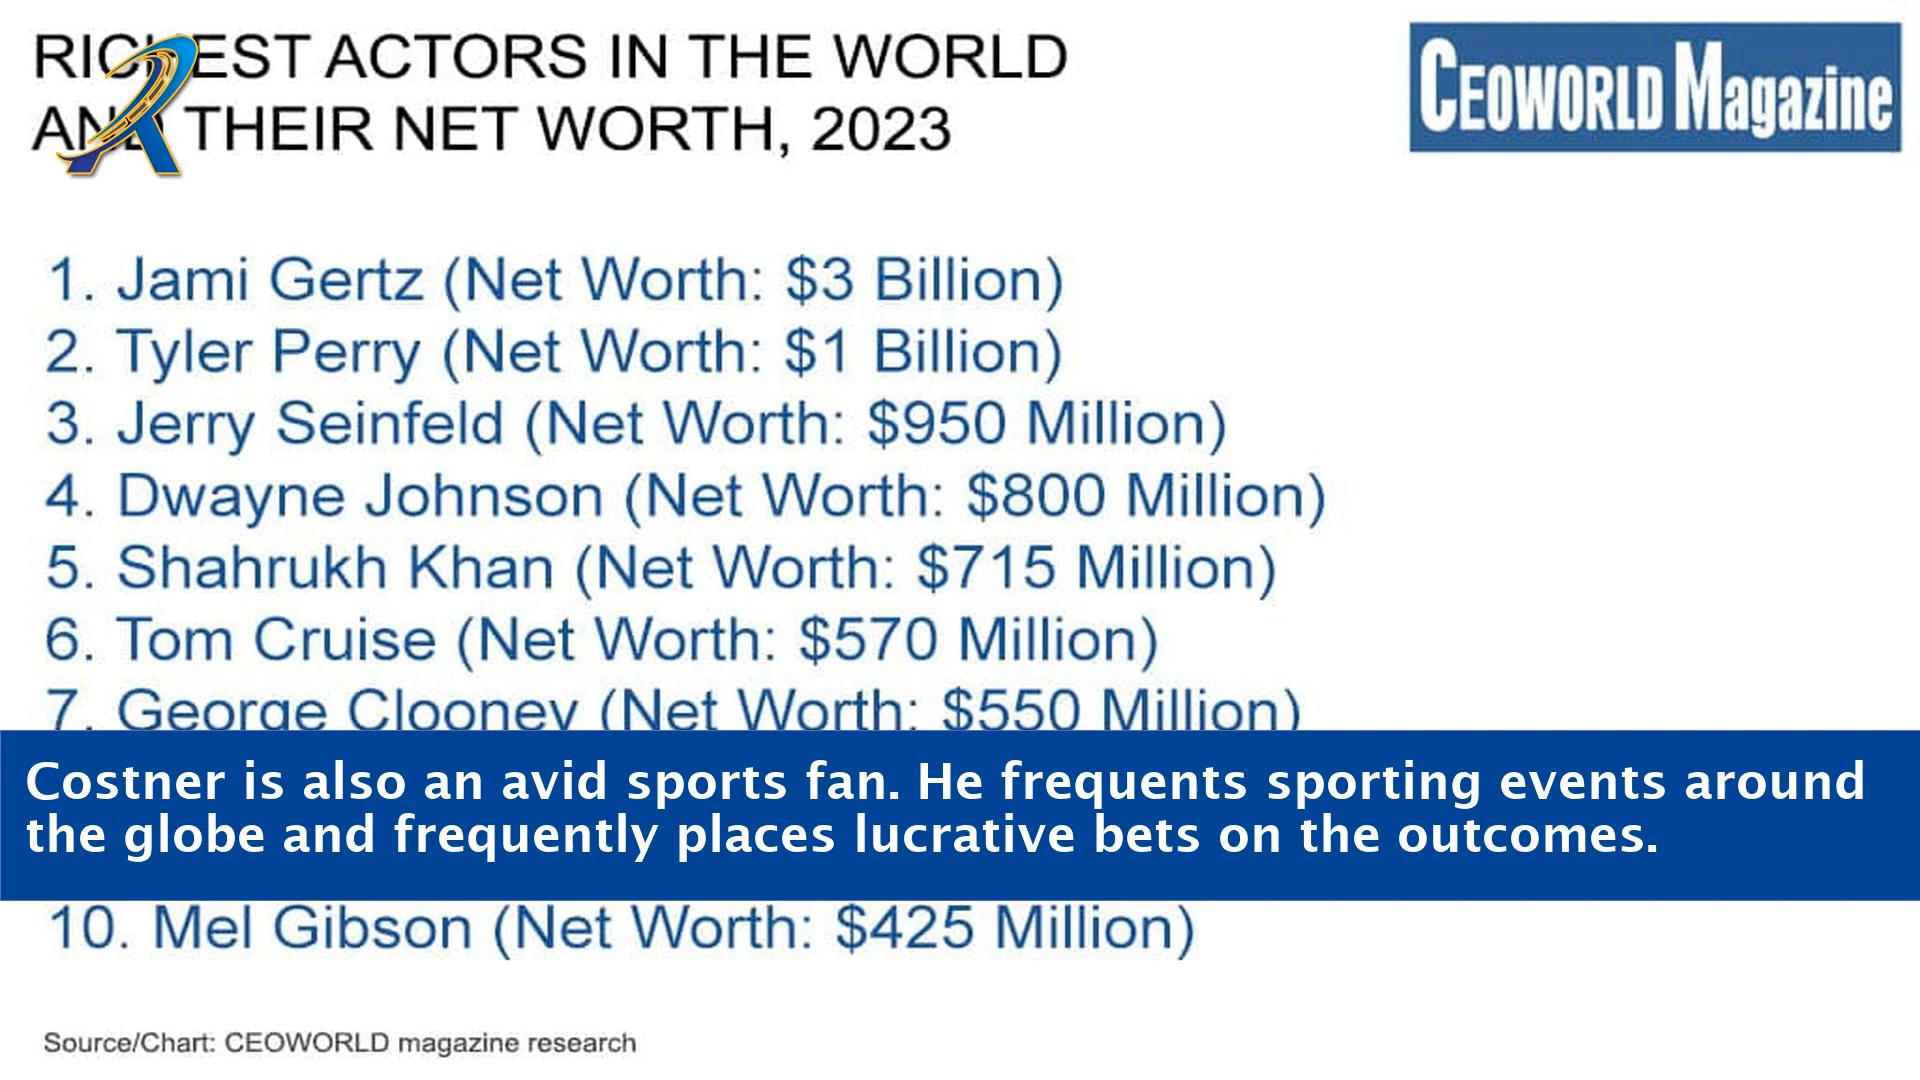 RICHEST ACTORS IN THE WORLD
AND THEIR NET WORTH, 2023
CEOWORLD Magazine
1. Jami Gertz (Net Worth: $3 Billion)
2. Tyler Perry (Net Worth: $1 Billion)
3. Jerry Seinfeld (Net Worth: $950 Million)
4. Dwayne Johnson (Net Worth: $800 Million)
5. Shahrukh Khan (Net Worth: $715 Million)
6. Tom Cruise (Net Worth: $570 Million)
7. George Clooney (Net Worth: $550 Million)
Costner is also an avid sports fan. He frequents sporting events around
the globe and frequently places lucrative bets on the outcomes.
10. Mel Gibson (Net Worth: $425 Million)
Source/Chart: CEOWORLD magazine research